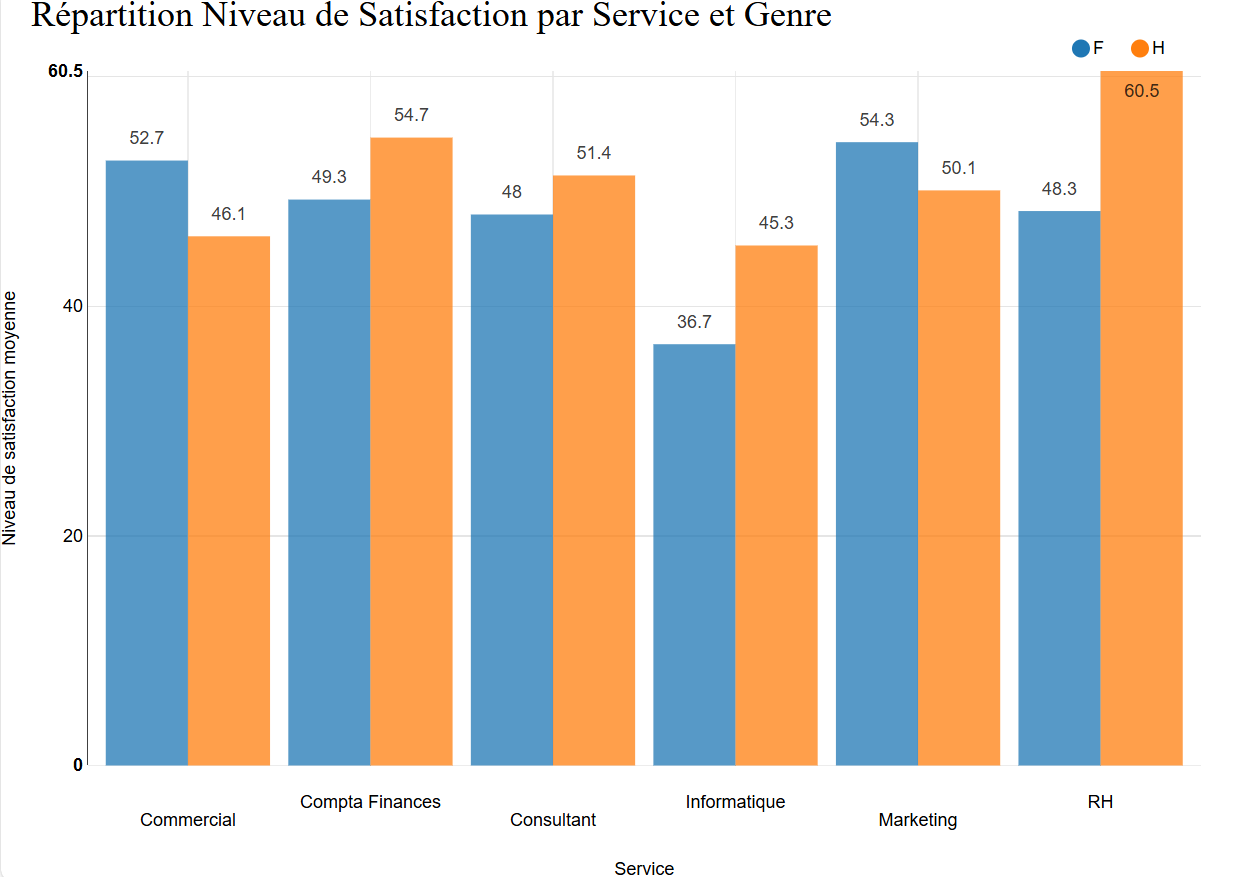 Répartition Niveau de Satisfaction par Service et Genre
F H
60.5
40
20
0
Niveau de satisfaction moyenne
52.7
46.1
49.3
54.7
48
51.4
36.7
45.3
54.3
50.1
48.3
60.5
Commercial
Compta Finances
Consultant
Informatique
Marketing
RH
Service